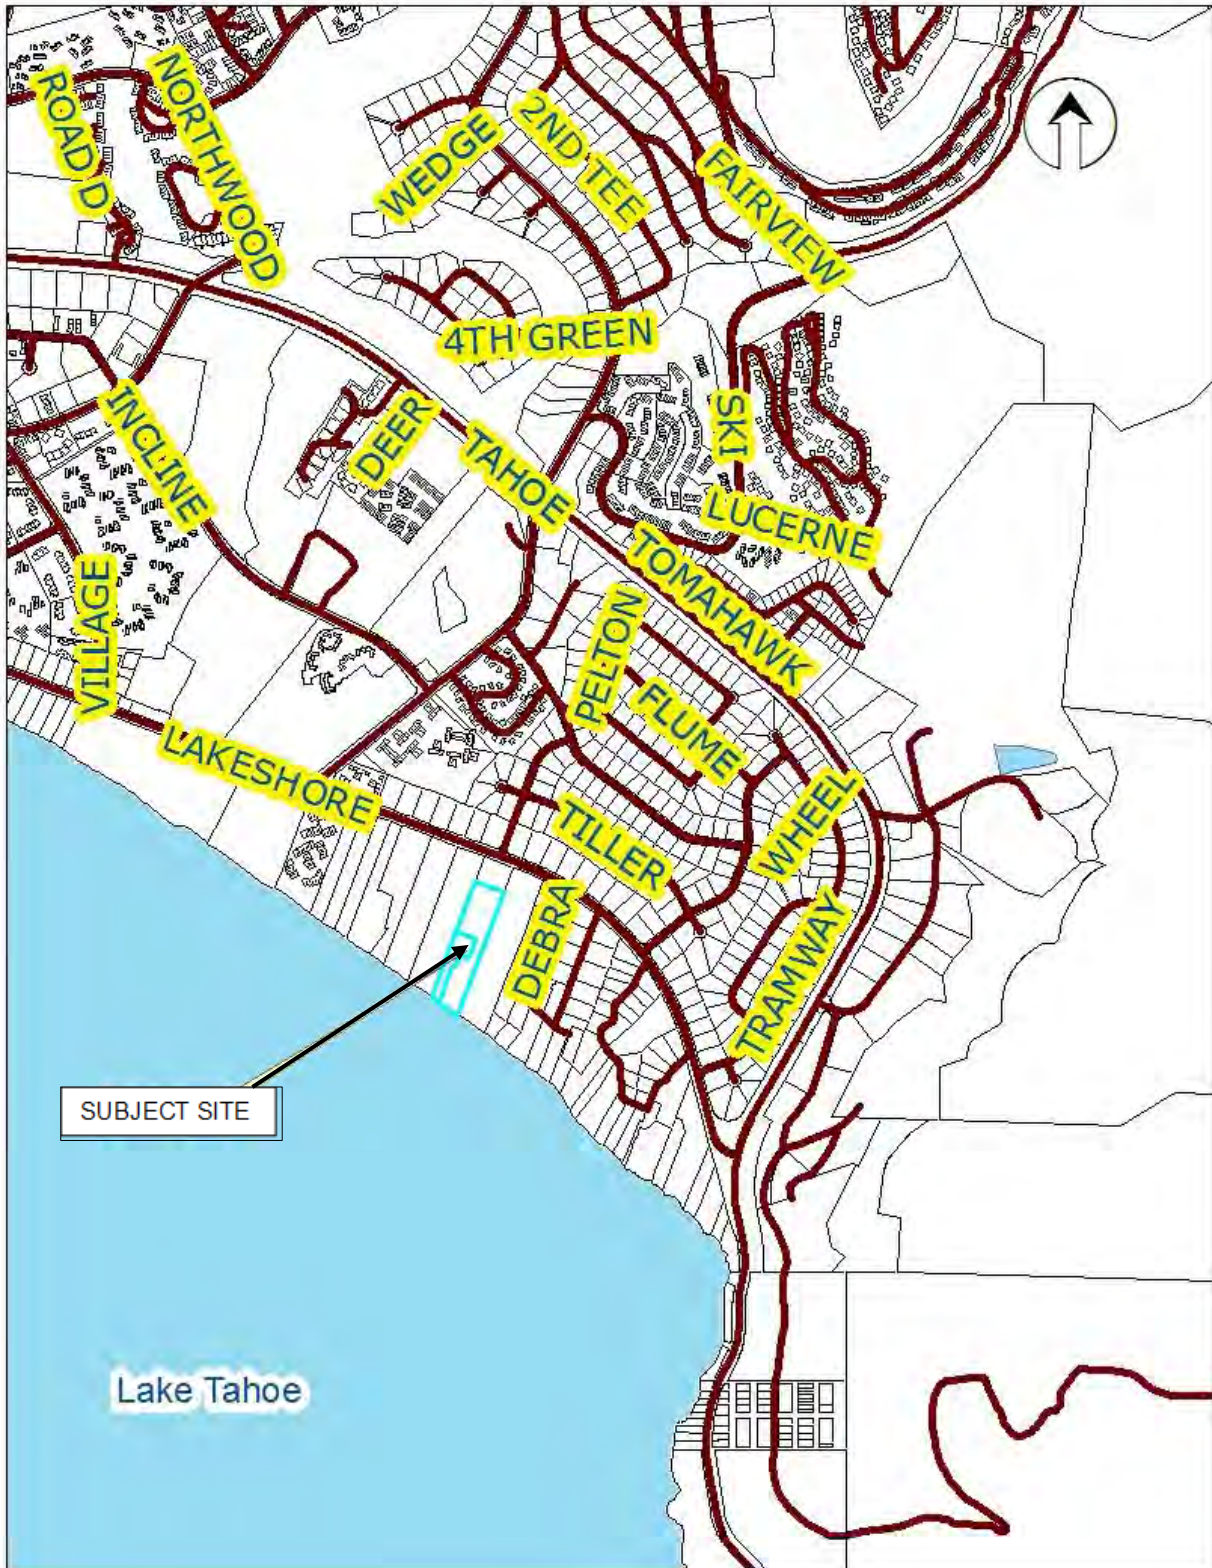 ROAD D
NORTHWOOD
WEDGE
2ND TEE
FAIRVIEW
4TH GREEN
INCLINE
DEER
TAHOE
SKI
LUCERNE
TOMAHAWK
VILLAGE
PELTON
FLUME
LAKESHORE
TILLER
WHEEL
DEBRA
TRAMWAY
SUBJECT SITE
Lake Tahoe